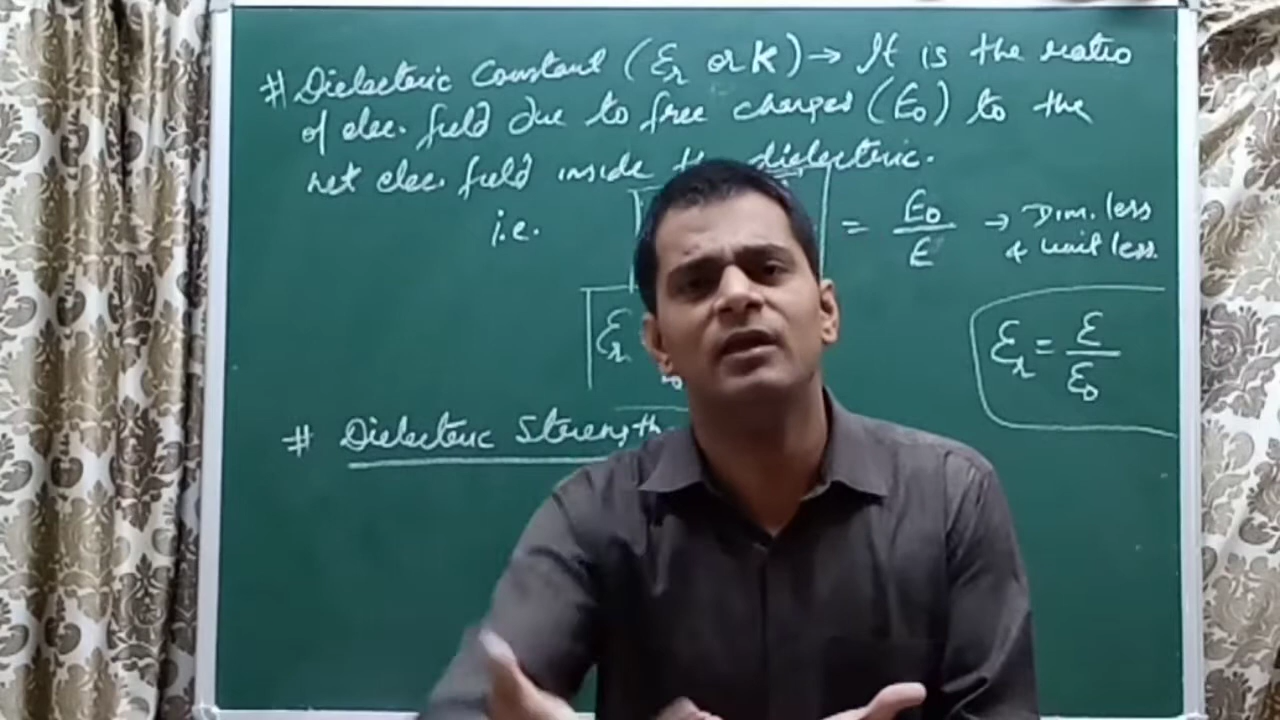 # Dielectric Constant (εr or K) → It is the ratio
of elec. field due to free charges (E0) to the
net elec. field inside the dielectric.
i.e. = E0/E → Dim. less
& unit less.
εr
εr = ε/ε0
# Dielectric Strength